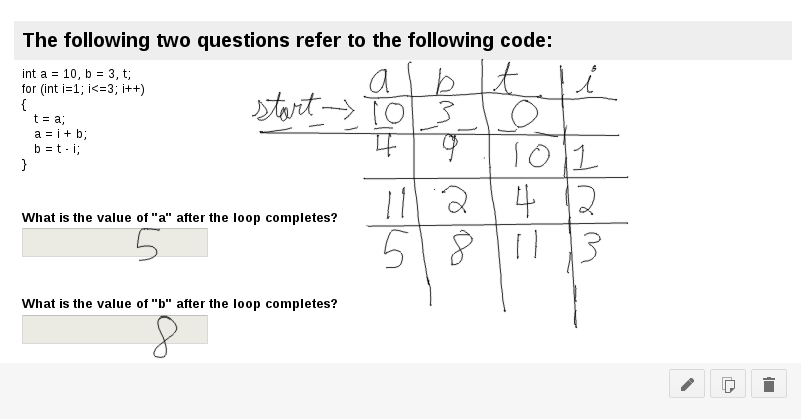 The following two questions refer to the following code:
int a = 10, b = 3, t;
for (int i=1; i<=3; i++)
{
t = a;
a = i + b;
b = t - i;
}
a b t i
start → 10 3 0
4 9 10 1
11 2 4 2
5 8 11 3
What is the value of "a" after the loop completes?
5
What is the value of "b" after the loop completes?
8